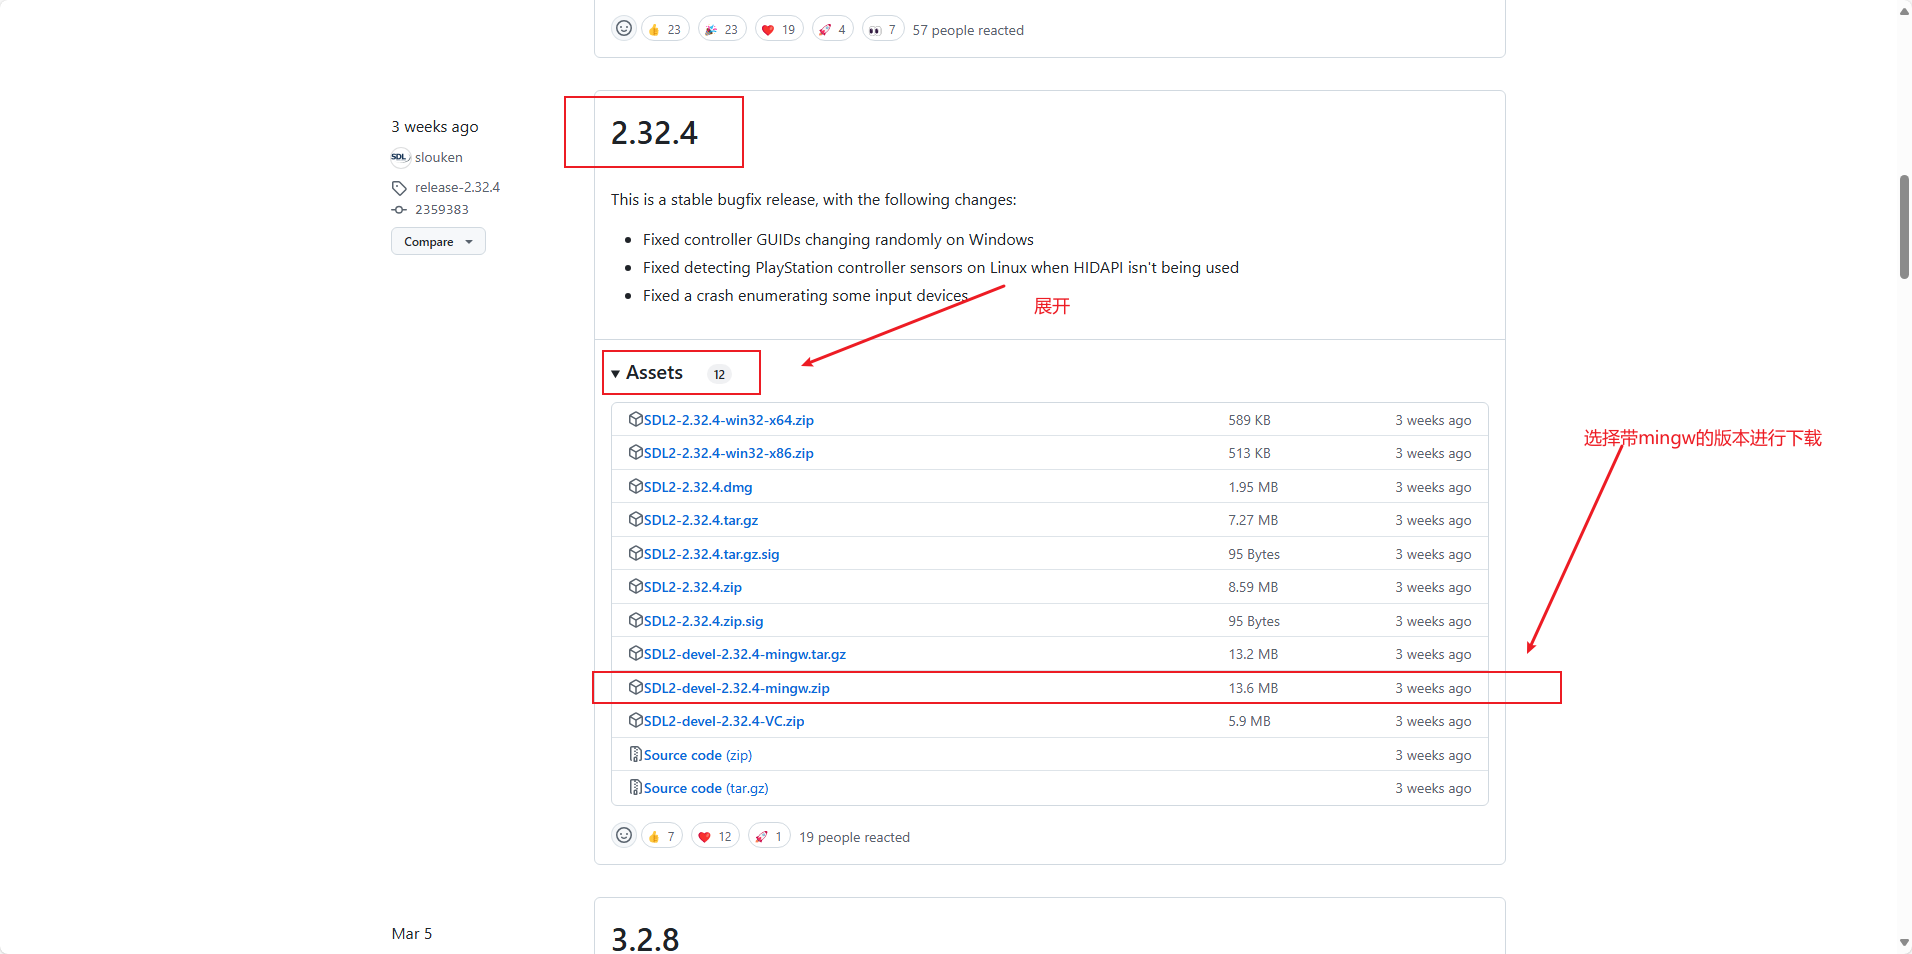 23 23 19 4 7 57 people reacted
3 weeks ago
SDL slouken
release-2.32.4
2359383
Compare
2.32.4
This is a stable bugfix release, with the following changes:
Fixed controller GUIDs changing randomly on Windows
Fixed detecting PlayStation controller sensors on Linux when HIDAPI isn't being used
Fixed a crash enumerating some input devices
展开
Assets 12
选择带mingw的版本进行下载
SDL2-2.32.4-win32-x64.zip 589 KB 3 weeks ago
SDL2-2.32.4-win32-x86.zip 513 KB 3 weeks ago
SDL2-2.32.4.dmg 1.95 MB 3 weeks ago
SDL2-2.32.4.tar.gz 7.27 MB 3 weeks ago
SDL2-2.32.4.tar.gz.sig 95 Bytes 3 weeks ago
SDL2-2.32.4.zip 8.59 MB 3 weeks ago
SDL2-2.32.4.zip.sig 95 Bytes 3 weeks ago
SDL2-devel-2.32.4-mingw.tar.gz 13.2 MB 3 weeks ago
SDL2-devel-2.32.4-mingw.zip 13.6 MB 3 weeks ago
SDL2-devel-2.32.4-VC.zip 5.9 MB 3 weeks ago
Source code (zip) 3 weeks ago
Source code (tar.gz) 3 weeks ago
7 12 1 19 people reacted
Mar 5
3.2.8